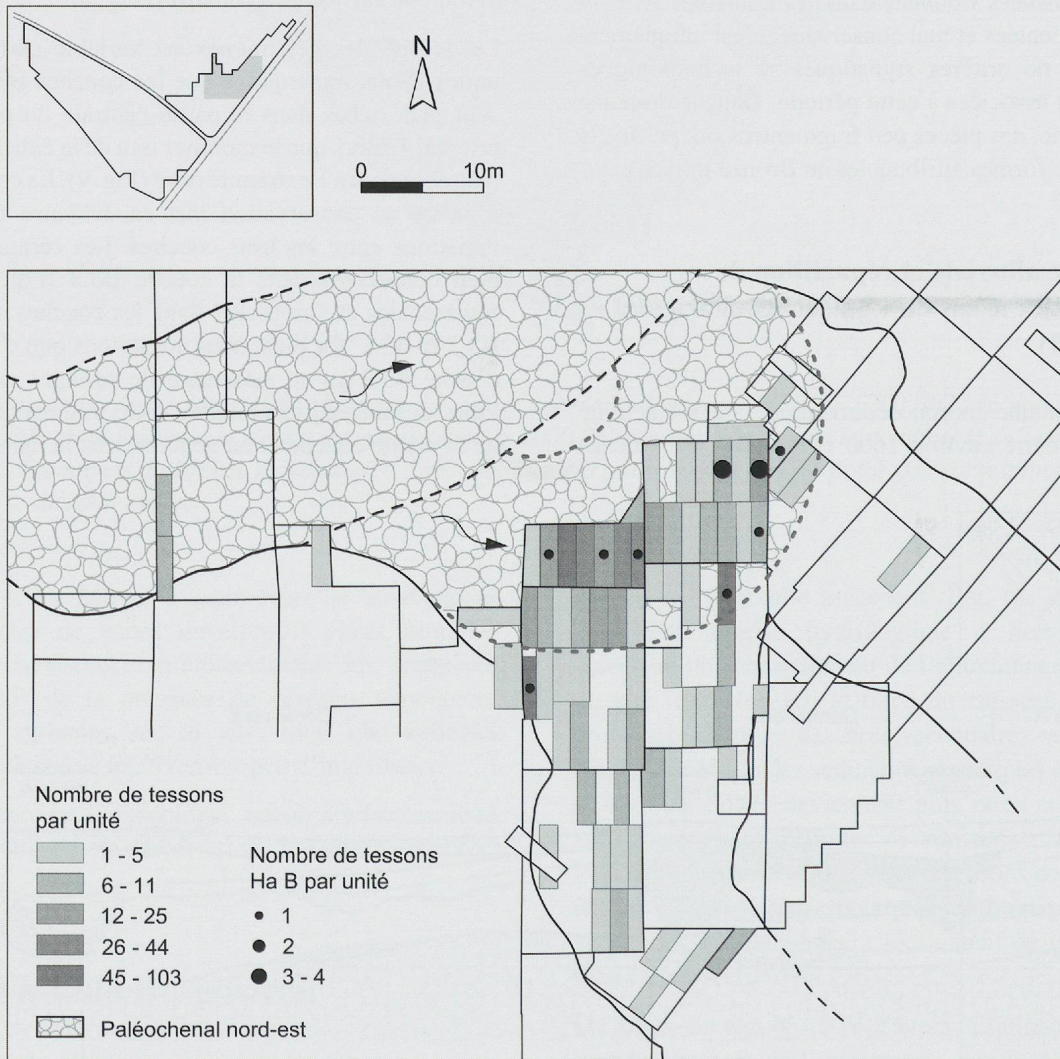 N
0 10m
Nombre de tessons
par unité
1 - 5
6 - 11
12 - 25
26 - 44
45 - 103
Nombre de tessons
Ha B par unité
1
2
3 - 4
Paléochenal nord-est